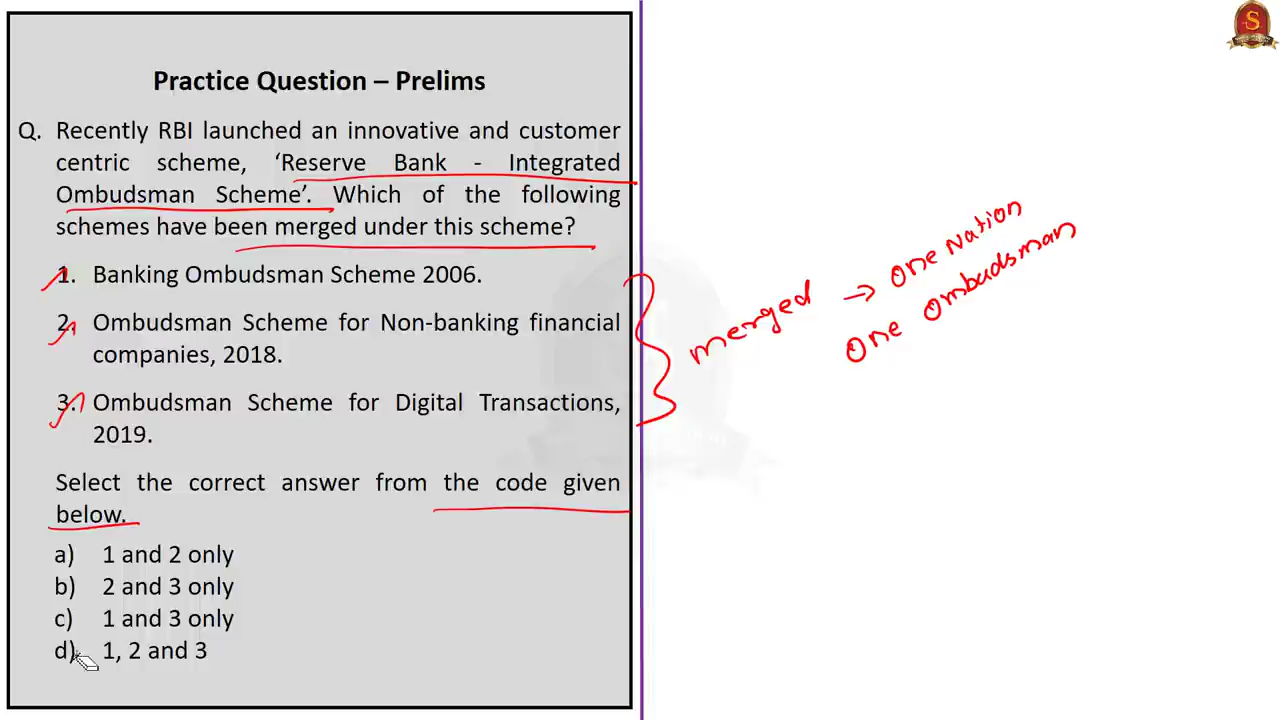 Practice Question – Prelims
Q. Recently RBI launched an innovative and customer
centric scheme, ‘Reserve Bank - Integrated
Ombudsman Scheme’. Which of the following
schemes have been merged under this scheme?
1. Banking Ombudsman Scheme 2006.
2. Ombudsman Scheme for Non-banking financial
companies, 2018.
3. Ombudsman Scheme for Digital Transactions,
2019.
Select the correct answer from the code given
below.
a) 1 and 2 only
b) 2 and 3 only
c) 1 and 3 only
d) 1, 2 and 3
merged → One Nation
One Ombudsman
S